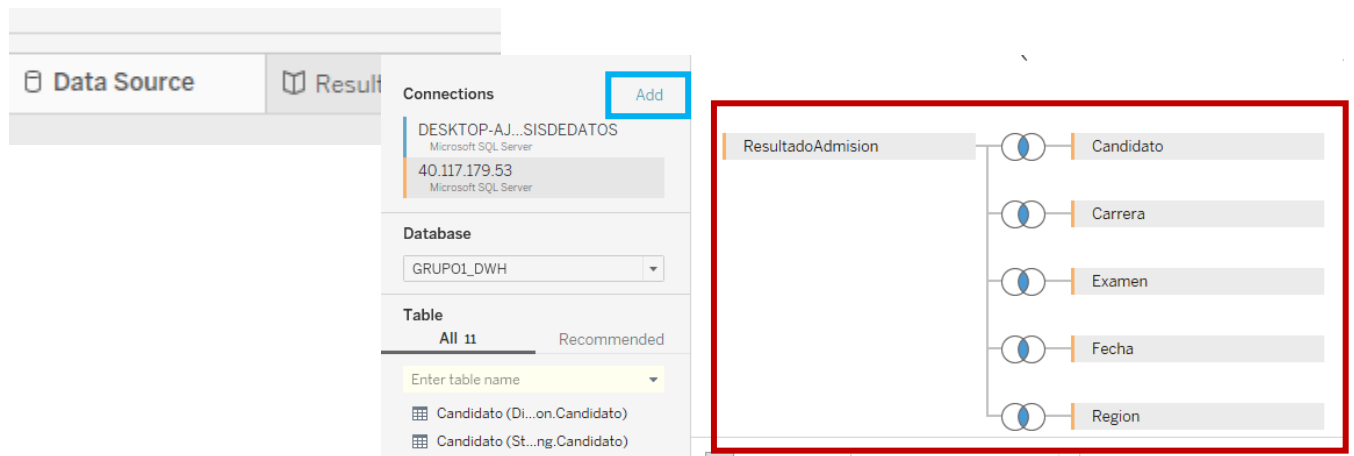 Data Source
Result
Connections
Add
DESKTOP-AJ...SISDEDATOS
Microsoft SQL Server
40.117.179.53
Microsoft SQL Server
Database
GRUPO1_DWH
Table
All 11
Recommended
Enter table name
Candidato (Di...on.Candidato)
Candidato (St...ng.Candidato)
ResultadoAdmision
Candidato
Carrera
Examen
Fecha
Region